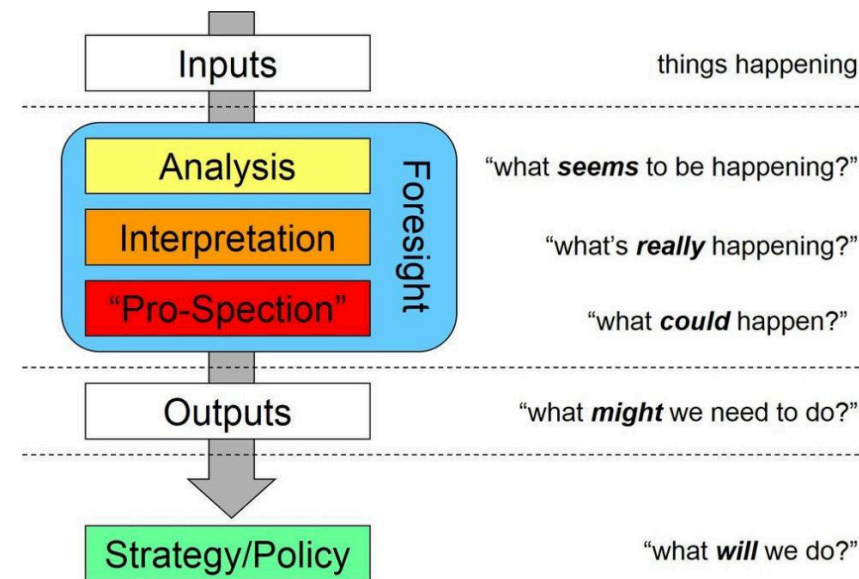 Inputs
things happening
Analysis
“what seems to be happening?”
Interpretation
“what’s really happening?”
“Pro-Spection”
“what could happen?”
Foresight
Outputs
“what might we need to do?”
Strategy/Policy
“what will we do?”